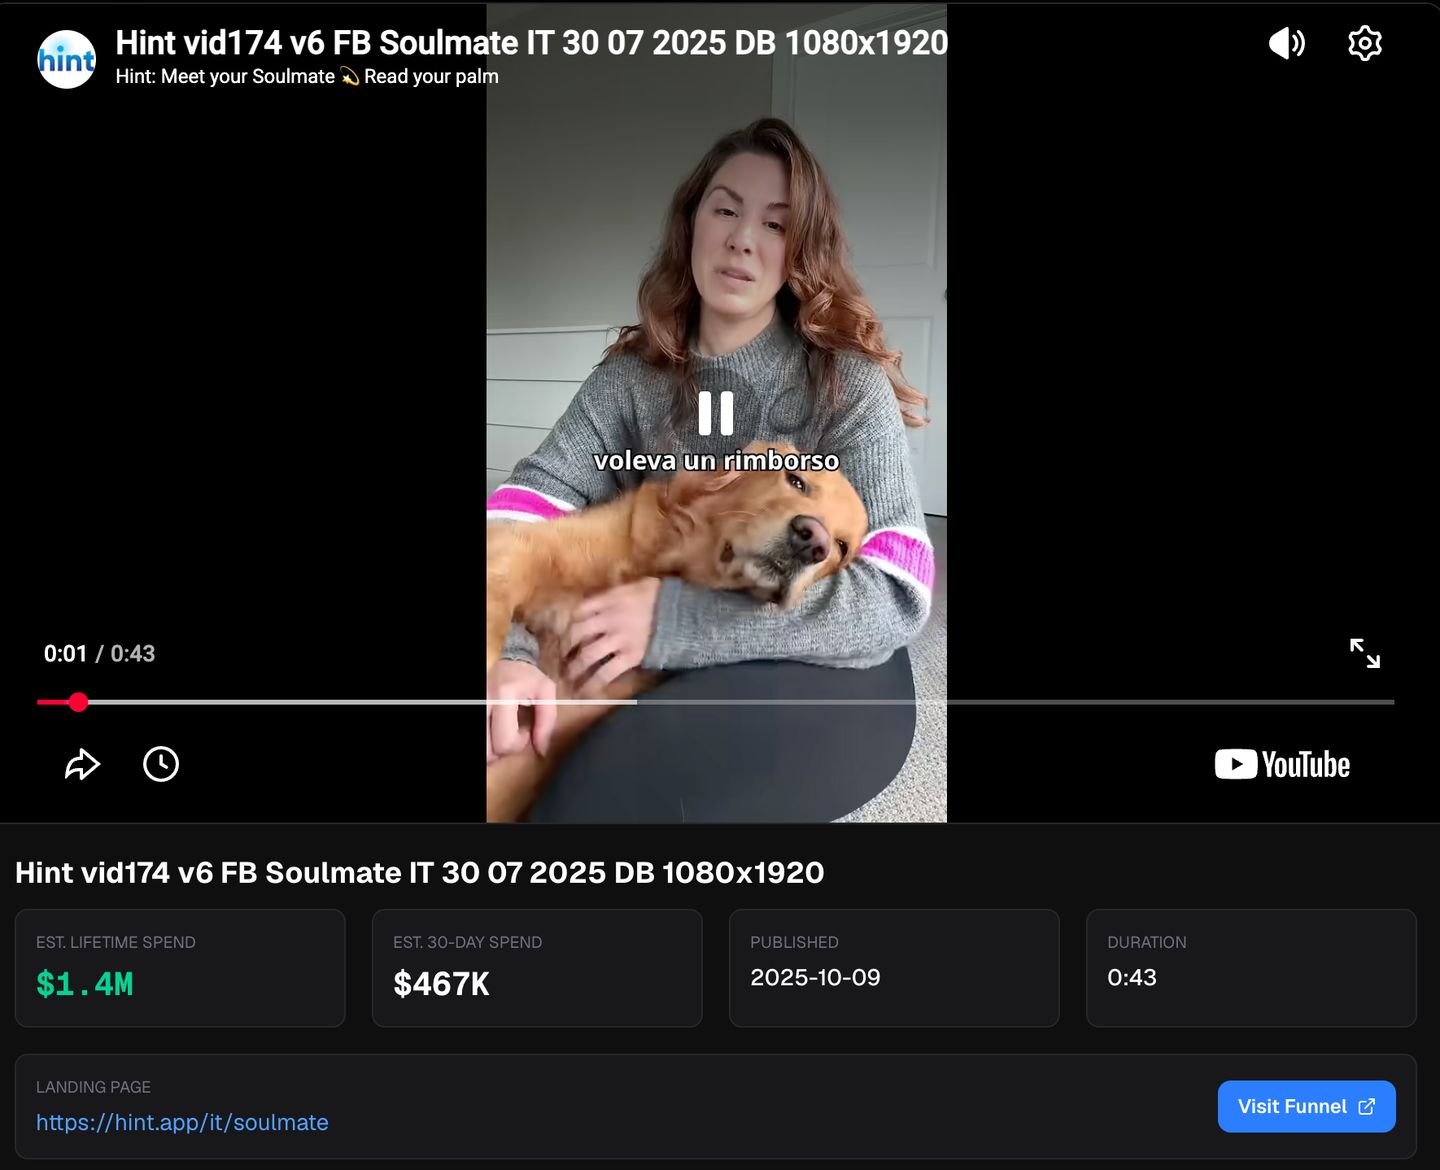 hint
Hint vid174 v6 FB Soulmate IT 30 07 2025 DB 1080x1920
Hint: Meet your Soulmate 💫 Read your palm
voleva un rimborso
0:01 / 0:43
YouTube
Hint vid174 v6 FB Soulmate IT 30 07 2025 DB 1080x1920
EST. LIFETIME SPEND
$1.4M
EST. 30-DAY SPEND
$467K
PUBLISHED
2025-10-09
DURATION
0:43
LANDING PAGE
https://hint.app/it/soulmate
Visit Funnel